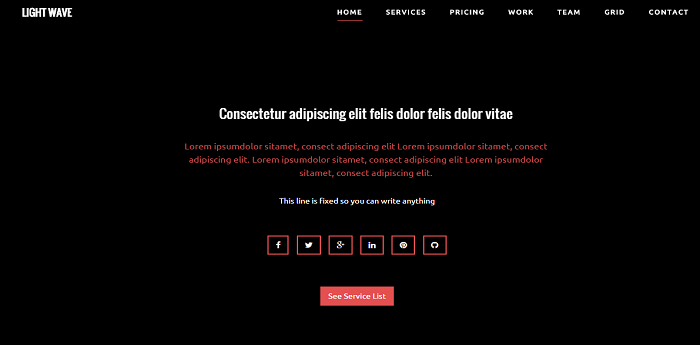 LIGHT WAVE
HOME SERVICES PRICING WORK TEAM GRID CONTACT
Consectetur adipiscing elit felis dolor felis dolor vitae
Lorem ipsumdolor sitamet, consect adipiscing elit Lorem ipsumdolor sitamet, consect
adipiscing elit. Lorem ipsumdolor sitamet, consect adipiscing elit Lorem ipsumdolor
sitamet, consect adipiscing elit.
This line is fixed so you can write anything
See Service List